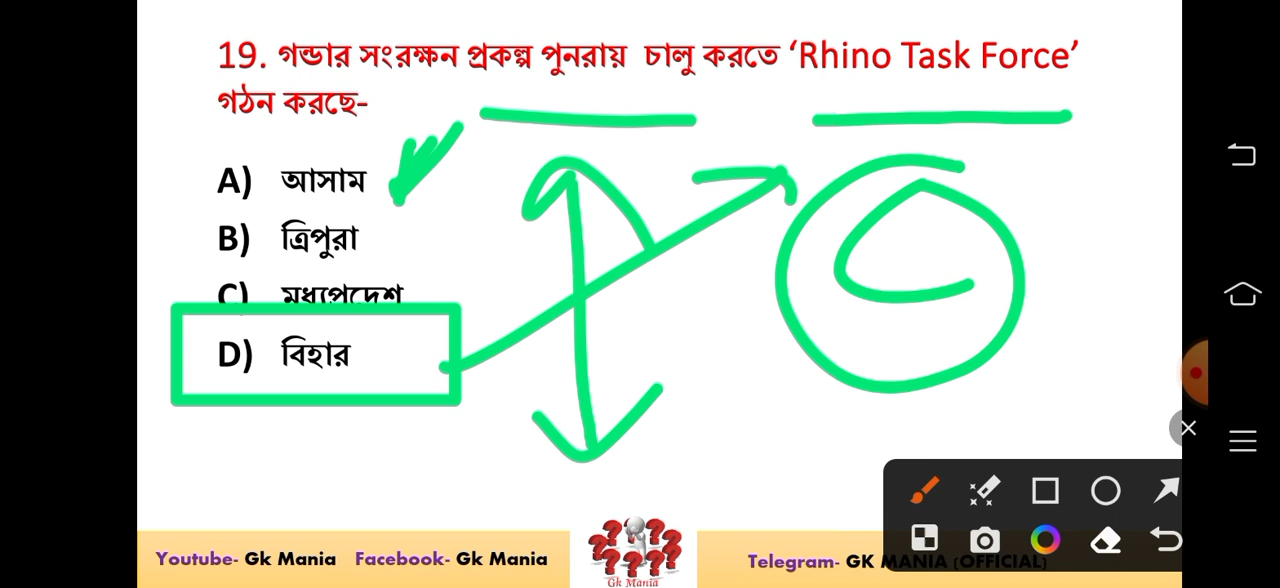 19. গন্ডার সংরক্ষন প্রকল্প পুনরায় চালু করতে ‘Rhino Task Force’
গঠন করছে-
A) আসাম
B) ত্রিপুরা
C) মধ্যপ্রদেশ
D) বিহার
Youtube- Gk Mania Facebook- Gk Mania
Gk Mania
Telegram- GK MANIA (OFFICIAL)